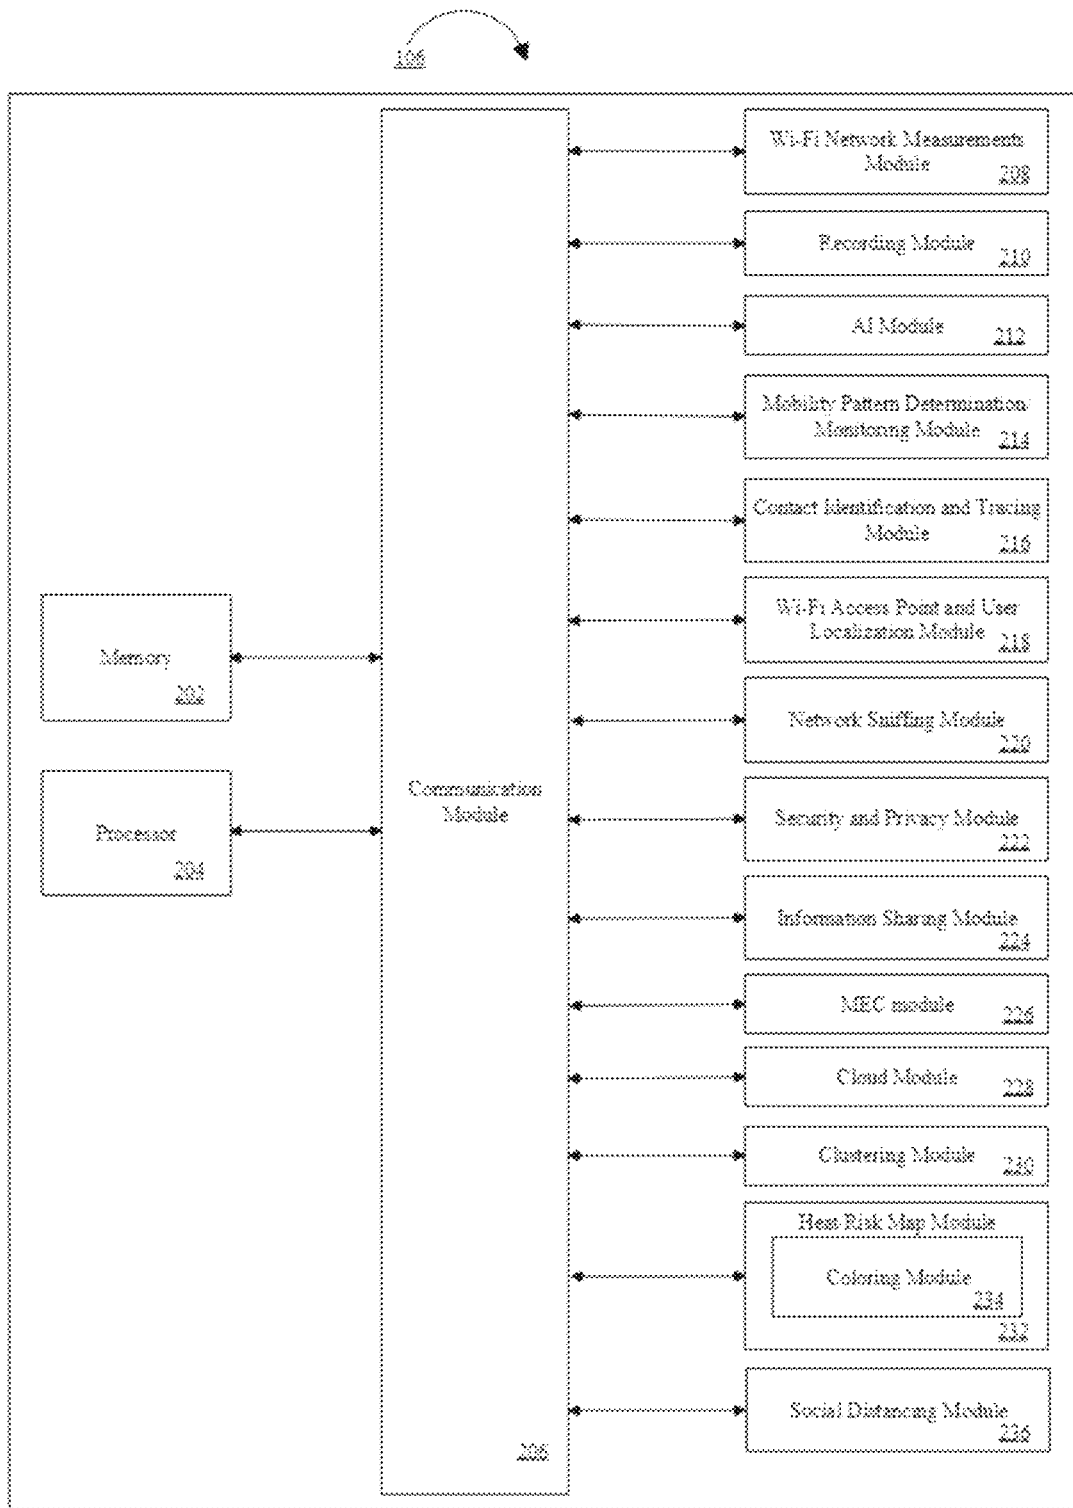 106
Wi-Fi Network Measurements
Module
208
Recording Module
210
AI Module
212
Mobility Pattern Determination/
Monitoring Module
214
Contact Identification and Tracing
Module
216
Wi-Fi Access Point and User
Localization Module
218
Memory
202
Network Sniffing Module
220
Communication
Module
Processor
204
Security and Privacy Module
222
Information Sharing Module
224
MEC module
226
Cloud Module
228
Clustering Module
230
Heat Risk Map Module
Coloring Module
234
232
Social Distancing Module
236
206